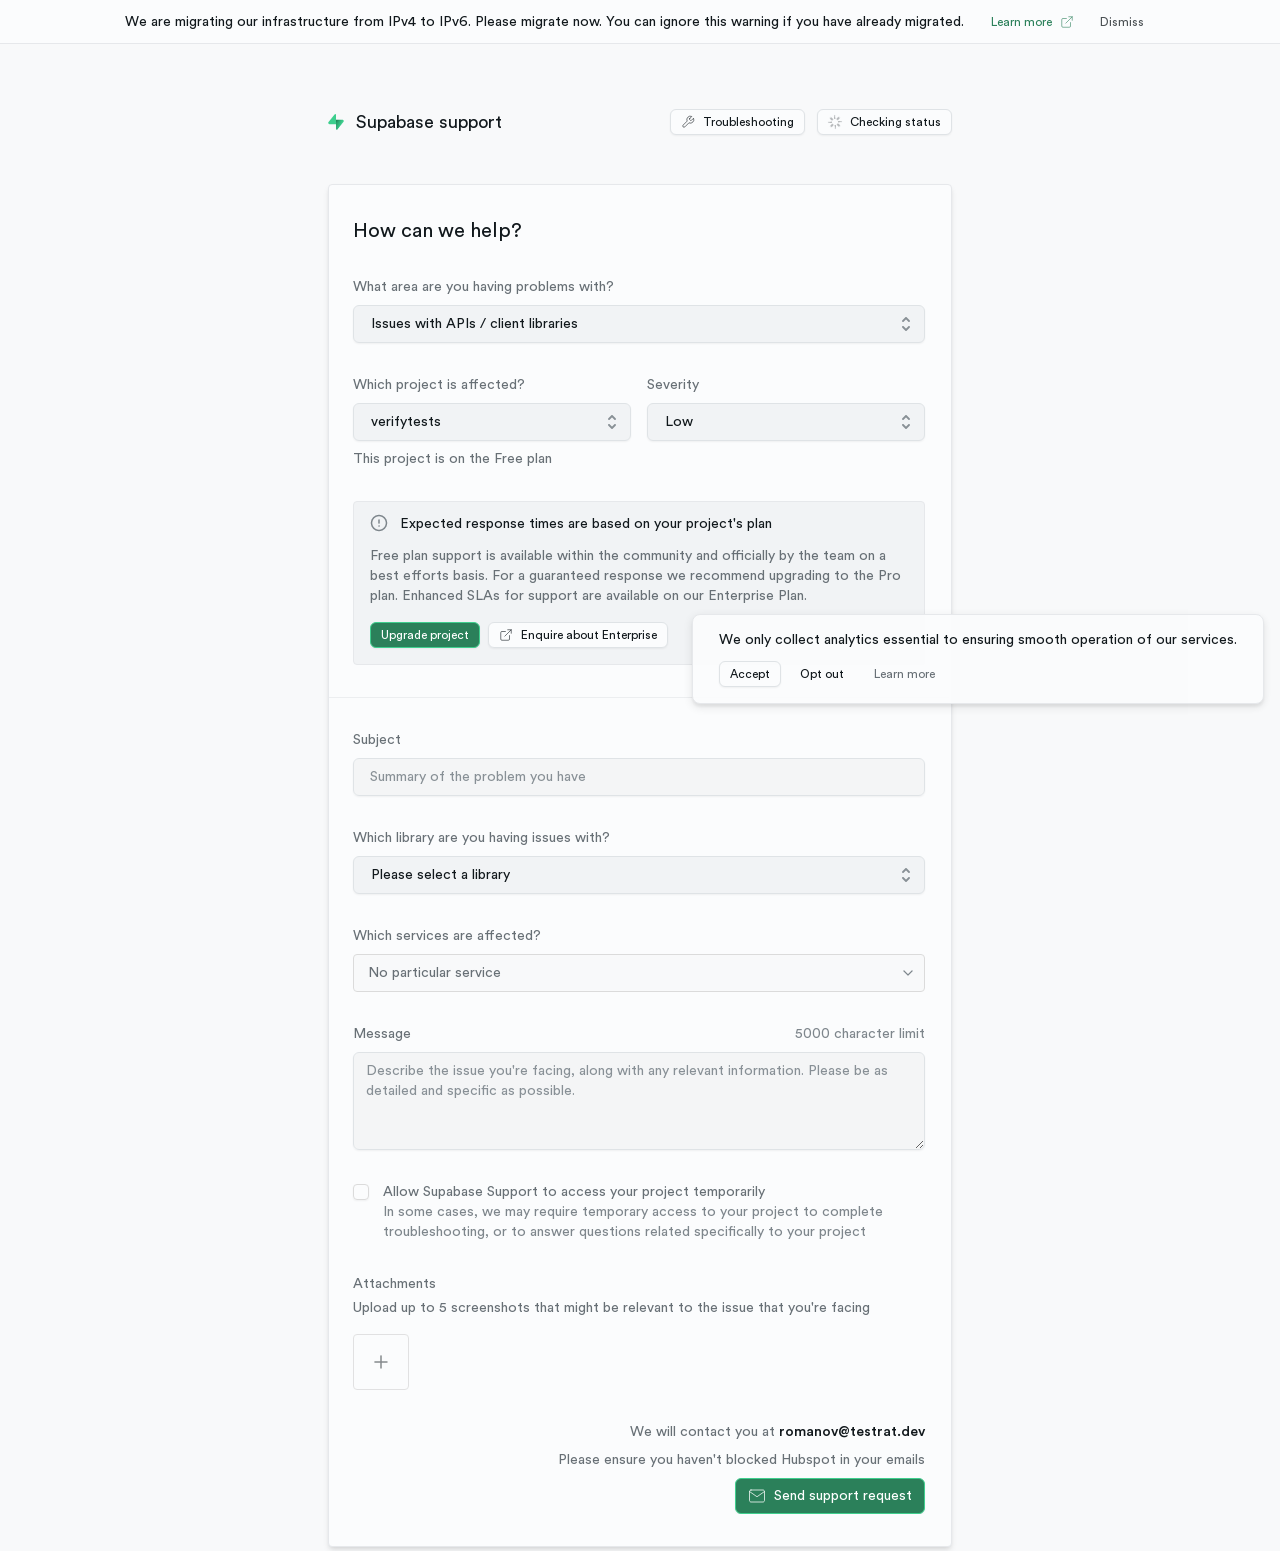 We are migrating our infrastructure from IPv4 to IPv6. Please migrate now. You can ignore this warning if you have already migrated. Learn more Dismiss
Supabase support Troubleshooting Checking status
How can we help?
What area are you having problems with?
Issues with APIs / client libraries
Which project is affected? Severity
verifytests Low
This project is on the Free plan
Expected response times are based on your project's plan
Free plan support is available within the community and officially by the team on a
best efforts basis. For a guaranteed response we recommend upgrading to the Pro
plan. Enhanced SLAs for support are available on our Enterprise Plan.
Upgrade project Enquire about Enterprise
We only collect analytics essential to ensuring smooth operation of our services.
Accept Opt out Learn more
Subject
Summary of the problem you have
Which library are you having issues with?
Please select a library
Which services are affected?
No particular service
Message 5000 character limit
Describe the issue you're facing, along with any relevant information. Please be as
detailed and specific as possible.
Allow Supabase Support to access your project temporarily
In some cases, we may require temporary access to your project to complete
troubleshooting, or to answer questions related specifically to your project
Attachments
Upload up to 5 screenshots that might be relevant to the issue that you're facing
We will contact you at romanov@testrat.dev
Please ensure you haven't blocked Hubspot in your emails
Send support request